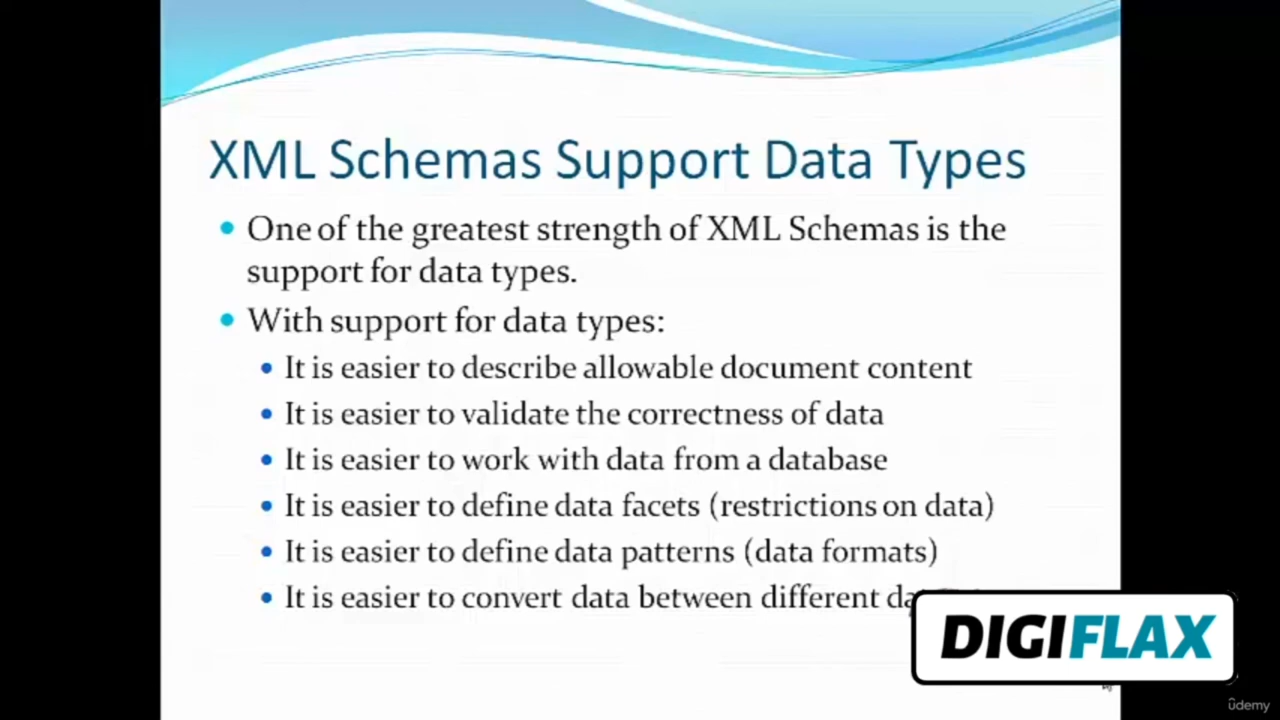 XML Schemas Support Data Types
• One of the greatest strength of XML Schemas is the
support for data types.
• With support for data types:
• It is easier to describe allowable document content
• It is easier to validate the correctness of data
• It is easier to work with data from a database
• It is easier to define data facets (restrictions on data)
• It is easier to define data patterns (data formats)
• It is easier to convert data between different
DIGIFLAX
ûdemy